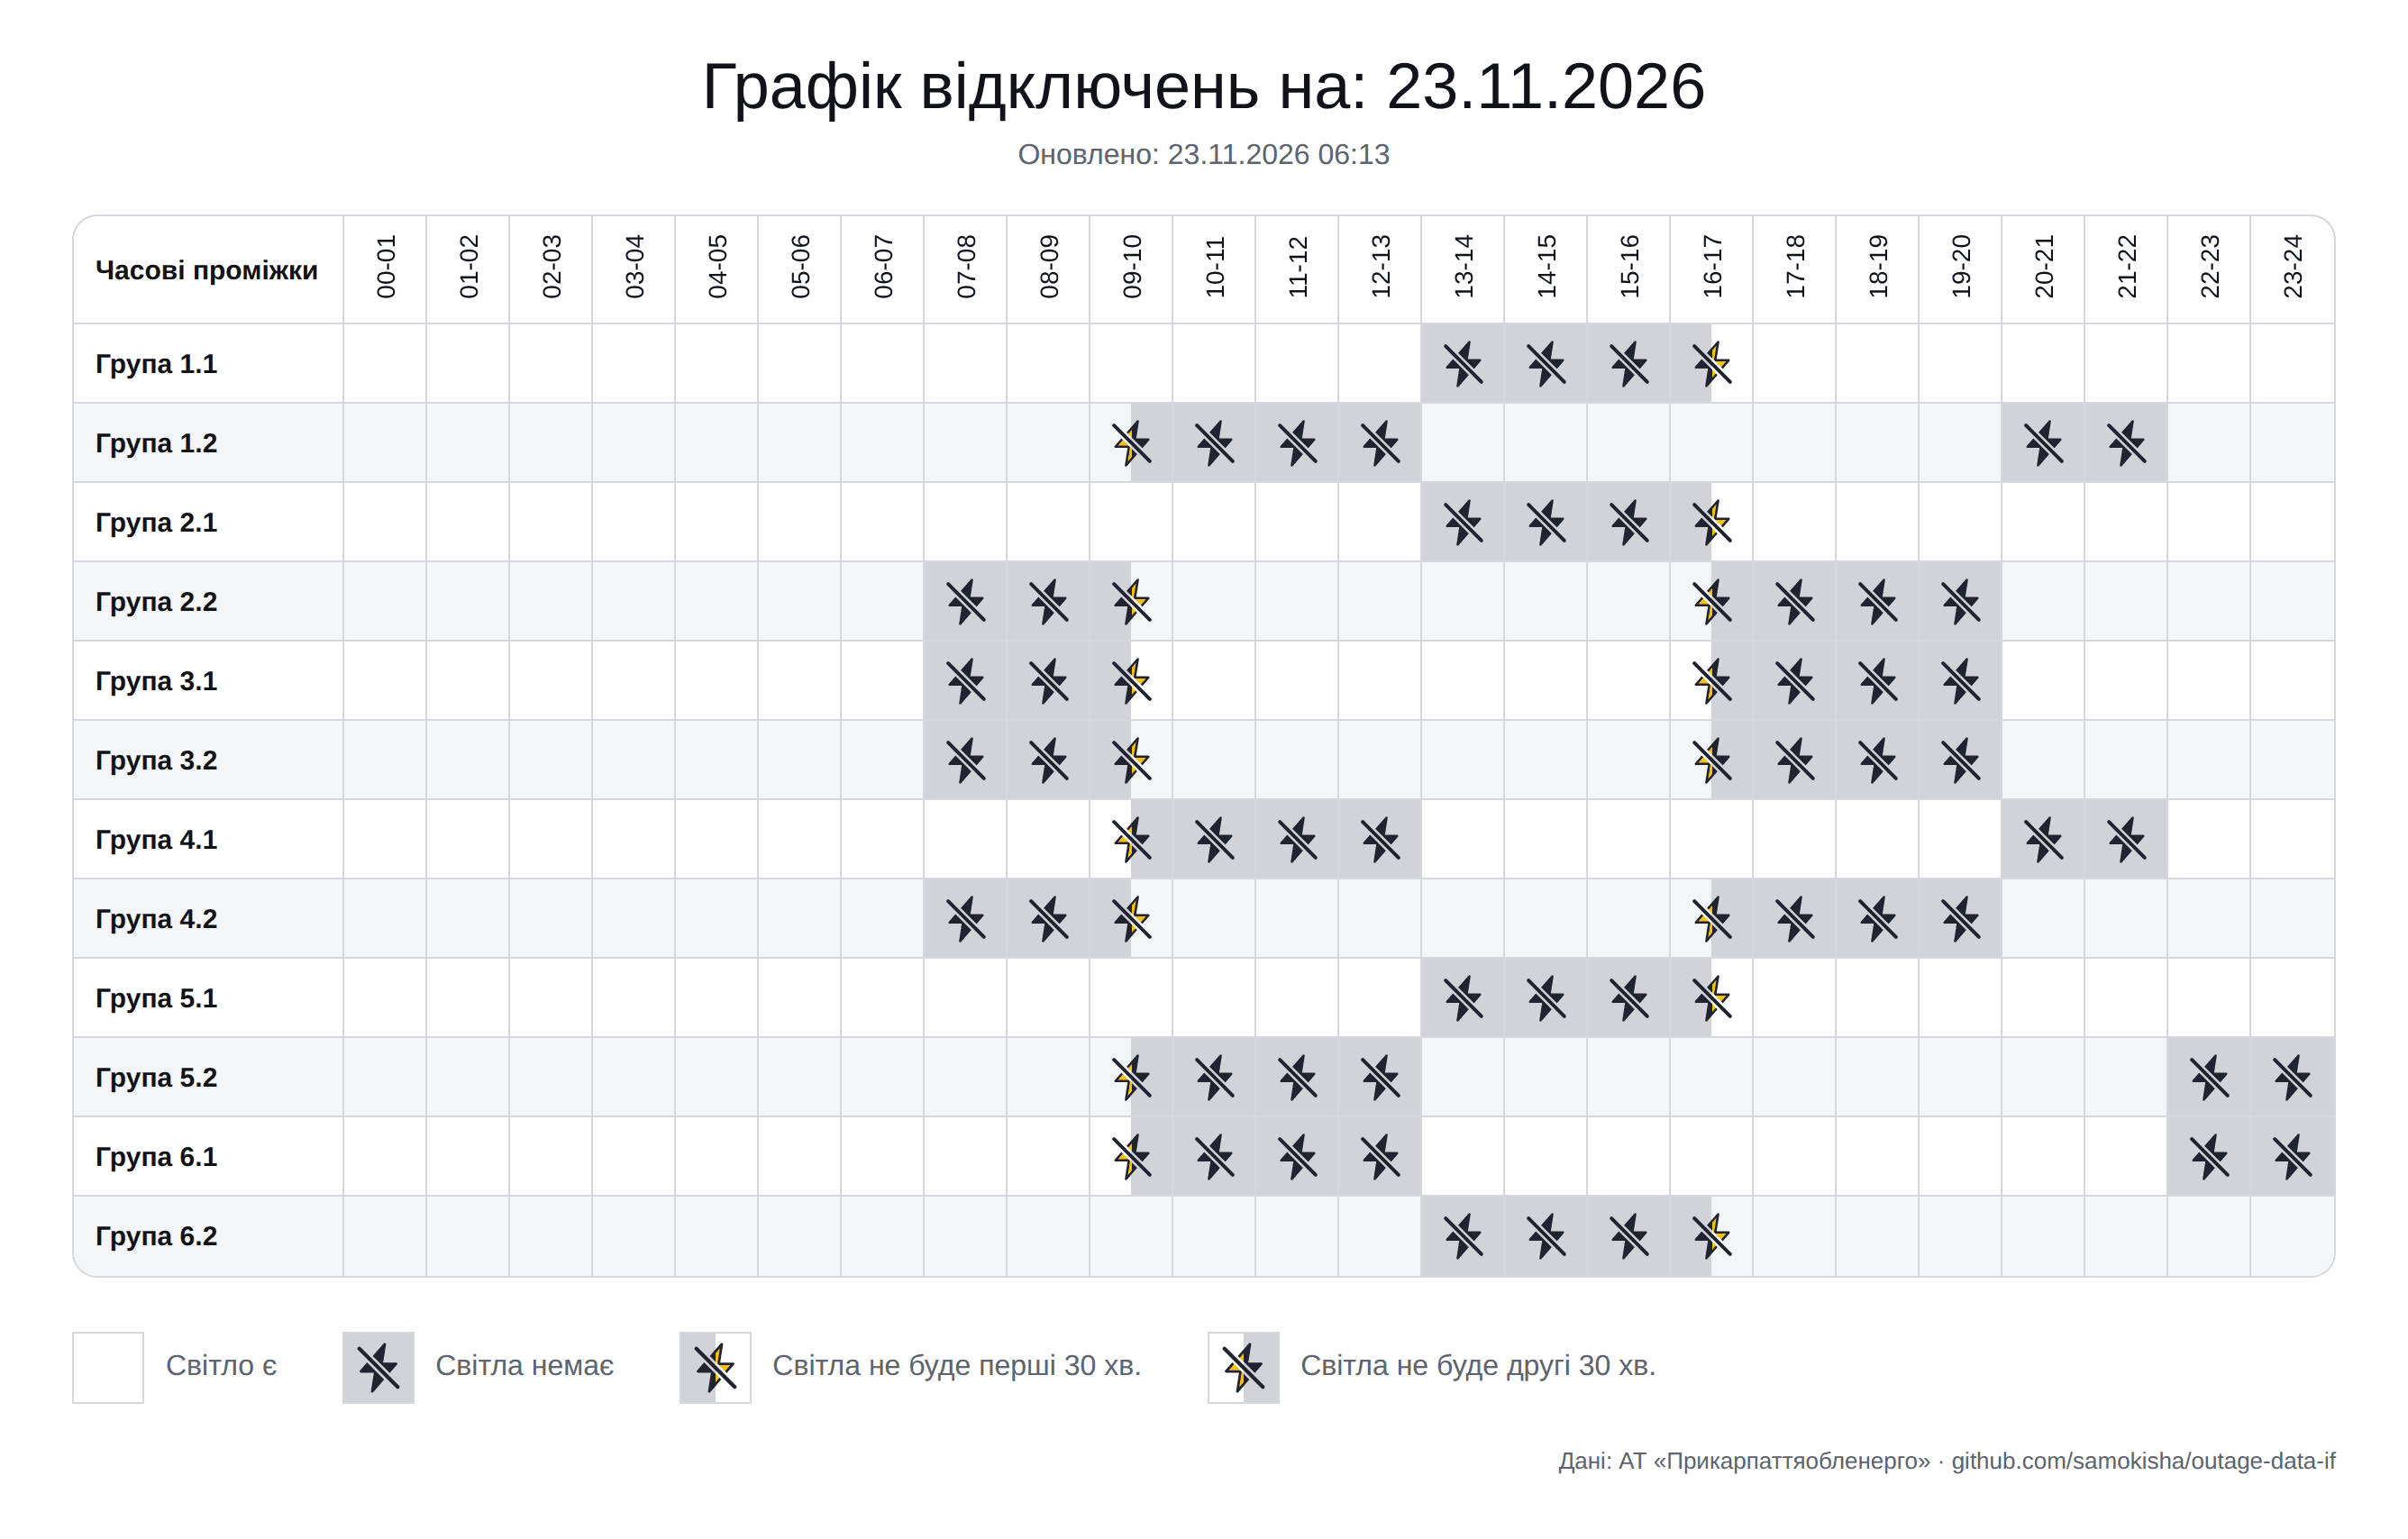 Графік відключень на: 23.11.2026
Оновлено: 23.11.2026 06:13
Часові проміжки 00-01 01-02 02-03 03-04 04-05 05-06 06-07 07-08 08-09 09-10 10-11 11-12 12-13 13-14 14-15 15-16 16-17 17-18 18-19 19-20 20-21 21-22 22-23 23-24
Група 1.1
Група 1.2
Група 2.1
Група 2.2
Група 3.1
Група 3.2
Група 4.1
Група 4.2
Група 5.1
Група 5.2
Група 6.1
Група 6.2
Світло є Світла немає Світла не буде перші 30 хв. Світла не буде другі 30 хв.
Дані: АТ «Прикарпаттяобленерго» · github.com/samokisha/outage-data-if